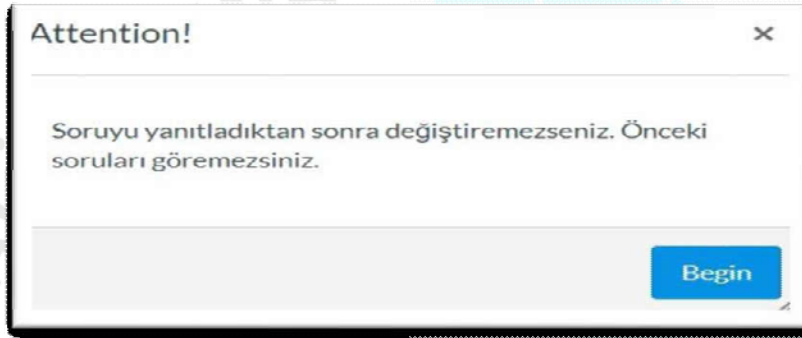 Attention!
Soruyu yanıtladıktan sonra değiştiremezseniz. Önceki
soruları göremezsiniz.
Begin